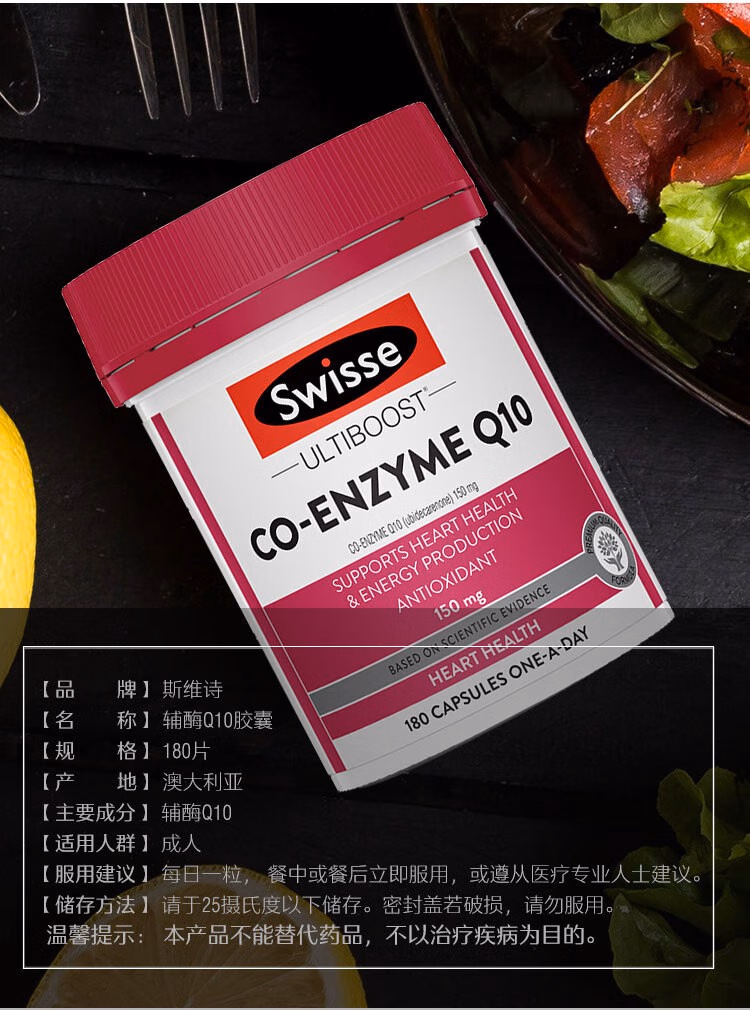 Swisse
ULTIBOOST®
CO-ENZYME Q10
CO-ENZYME Q10 (ubidecarenone) 150 mg
SUPPORTS HEART HEALTH
& ENERGY PRODUCTION
ANTIOXIDANT
150 mg
PREMIUM QUALITY
FORMULA
BASED ON SCIENTIFIC EVIDENCE
HEART HEALTH
180 CAPSULES ONE-A-DAY
【品 牌】斯维诗
【名 称】辅酶Q10胶囊
【规 格】180片
【产 地】澳大利亚
【主要成分】辅酶Q10
【适用人群】成人
【服用建议】每日一粒，餐中或餐后立即服用，或遵从医疗专业人士建议。
【储存方法】请于25摄氏度以下储存。密封盖若破损，请勿服用。
温馨提示：本产品不能替代药品，不以治疗疾病为目的。